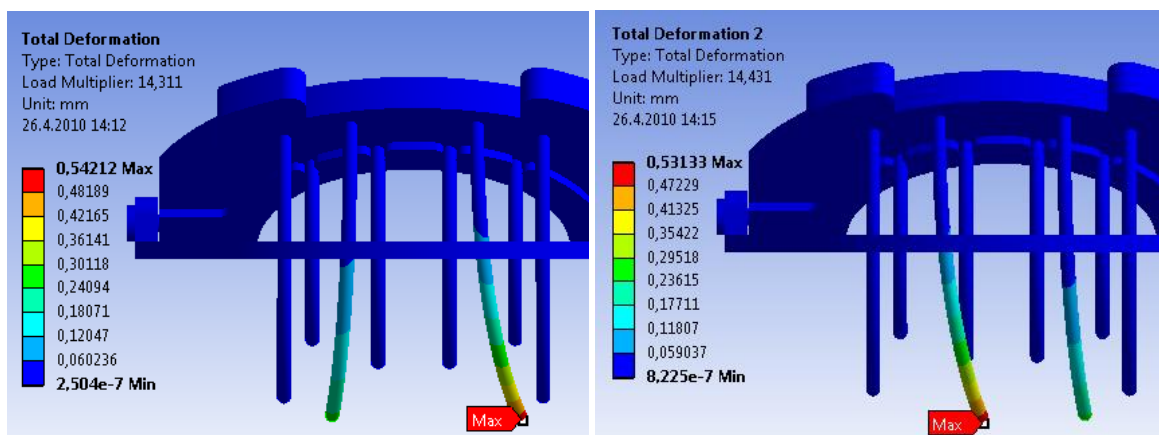 Total Deformation
Type: Total Deformation
Load Multiplier: 14,311
Unit: mm
26.4.2010 14:12
0,54212 Max
0,48189
0,42165
0,36141
0,30118
0,24094
0,18071
0,12047
0,060236
2,504e-7 Min
Max
Total Deformation 2
Type: Total Deformation
Load Multiplier: 14,431
Unit: mm
26.4.2010 14:15
0,53133 Max
0,47229
0,41325
0,35422
0,29518
0,23615
0,17711
0,11807
0,059037
8,225e-7 Min
Max